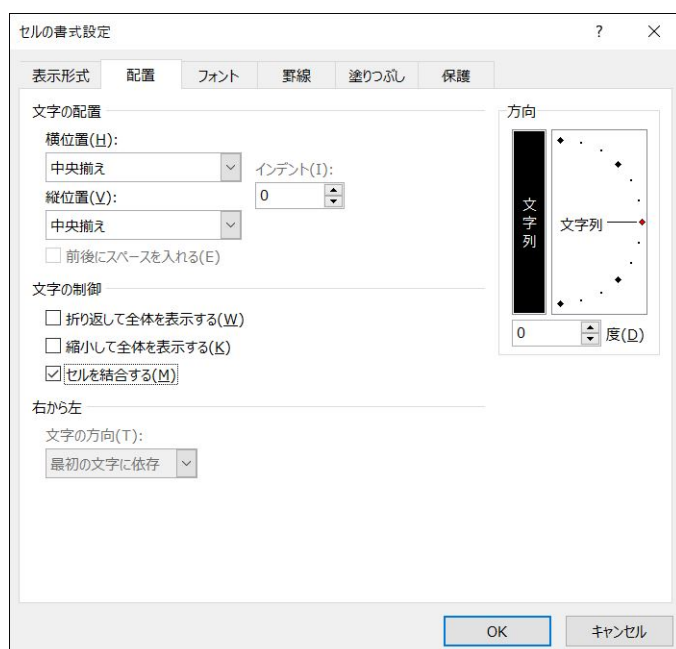 セルの書式設定 ? ×
表示形式 配置 フォント 罫線 塗りつぶし 保護
文字の配置
横位置(H):
中央揃え
インデント(I):
0
縦位置(V):
中央揃え
前後にスペースを入れる(E)
文字の制御
折り返して全体を表示する(W)
縮小して全体を表示する(K)
セルを結合する(M)
右から左
文字の方向(T):
最初の文字に依存
方向
文字列
文字列
0 度(D)
OK キャンセル